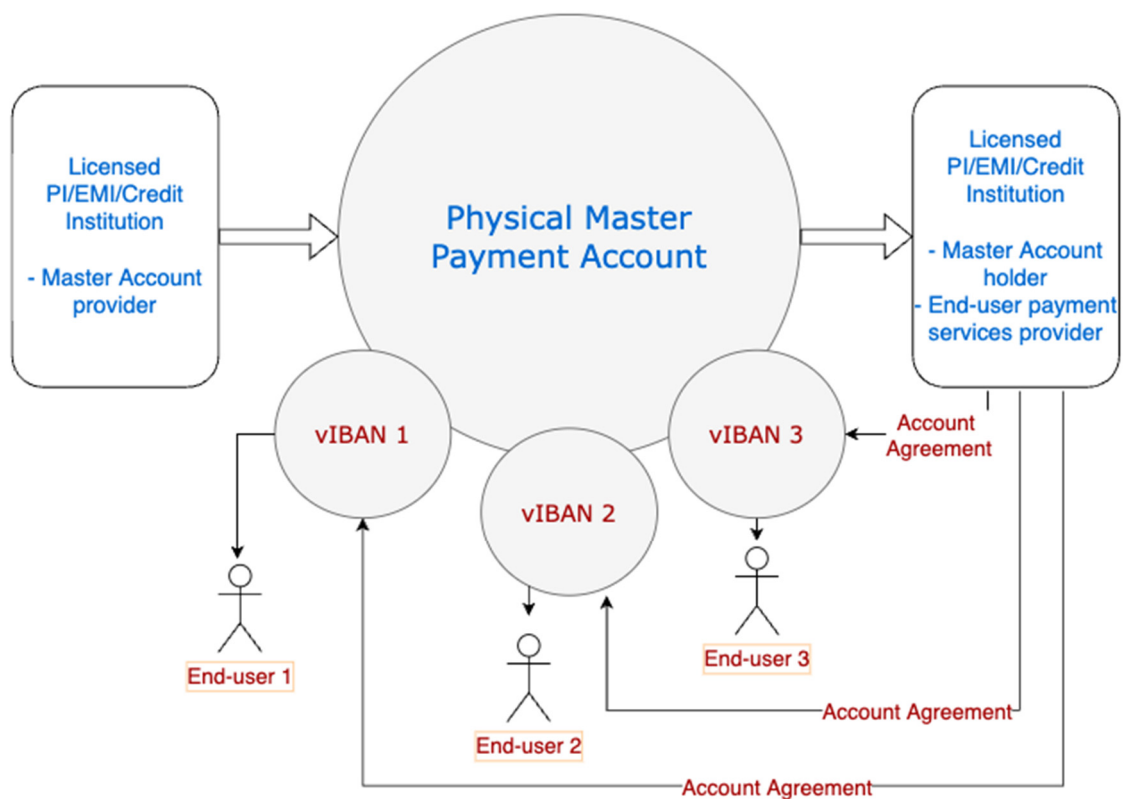 Licensed
PI/EMI/Credit
Institution
- Master Account
provider
Physical Master
Payment Account
Licensed
PI/EMI/Credit
Institution
- Master Account
holder
- End-user payment
services provider
vIBAN 1
vIBAN 2
vIBAN 3
Account
Agreement
End-user 1
End-user 2
End-user 3
Account Agreement
Account Agreement